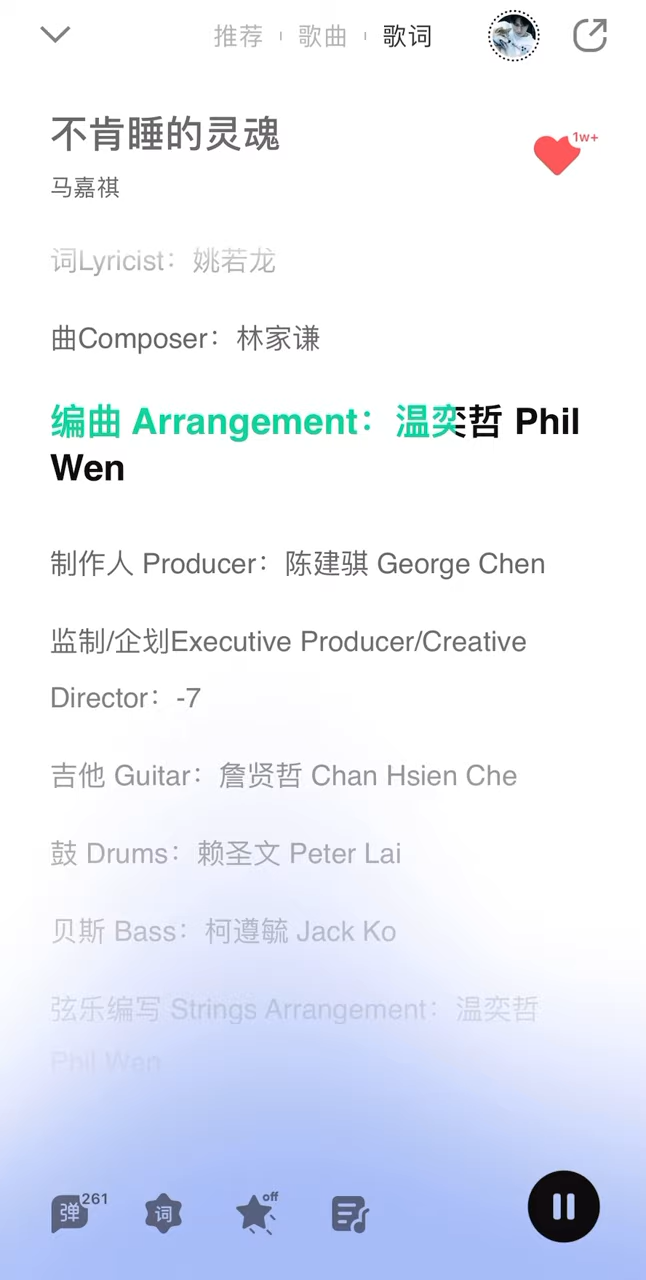 推荐 歌曲 歌词
不肯睡的灵魂
1w+
马嘉祺
词Lyricist：姚若龙
曲Composer：林家谦
编曲 Arrangement：温奕哲 Phil
Wen
制作人 Producer：陈建骐 George Chen
监制/企划Executive Producer/Creative
Director：-7
吉他 Guitar：詹贤哲 Chan Hsien Che
鼓 Drums：赖圣文 Peter Lai
贝斯 Bass：柯遵毓 Jack Ko
弦乐编写 Strings Arrangement：温奕哲
Phil Wen
弹 261 词 off